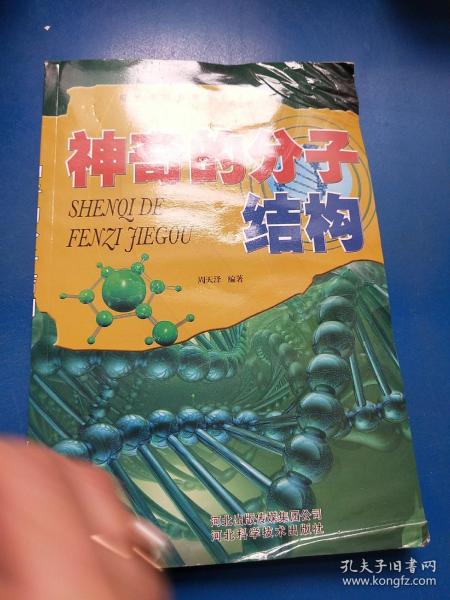 神奇的分子
SHENQI DE
FENZI JIEGOU
结构
周天泽 编著
河北出版传媒集团公司
河北科学技术出版社
孔夫子旧书网
www.kongfz.com